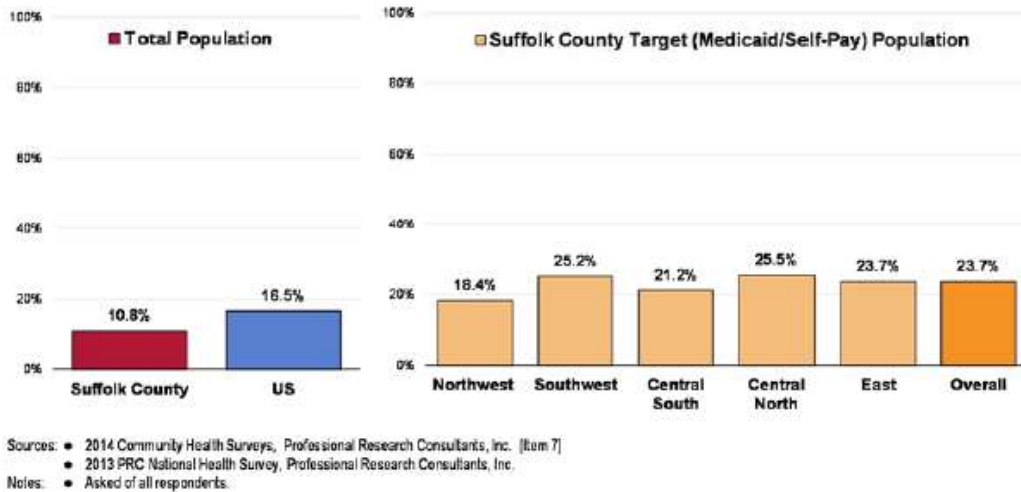 100%
80%
60%
40%
20%
0%
Total Population
10.8%
16.5%
Suffolk County
US
100%
80%
60%
40%
20%
0%
Suffolk County Target (Medicaid/Self-Pay) Population
18.4%
25.2%
21.2%
25.5%
23.7%
23.7%
Northwest
Southwest
Central
South
Central
North
East
Overall
Sources: ● 2014 Community Health Surveys, Professional Research Consultants, Inc. [Item 7]
● 2013 PRC National Health Survey, Professional Research Consultants, Inc.
Notes: ● Asked of all respondents.